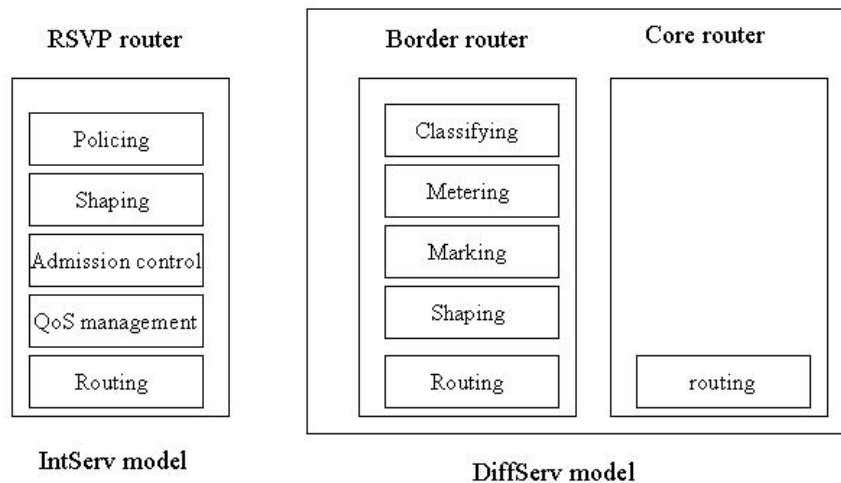 RSVP router
Policing
Shaping
Admission control
QoS management
Routing
IntServ model
Border router
Classifying
Metering
Marking
Shaping
Routing
Core router
routing
DiffServ model